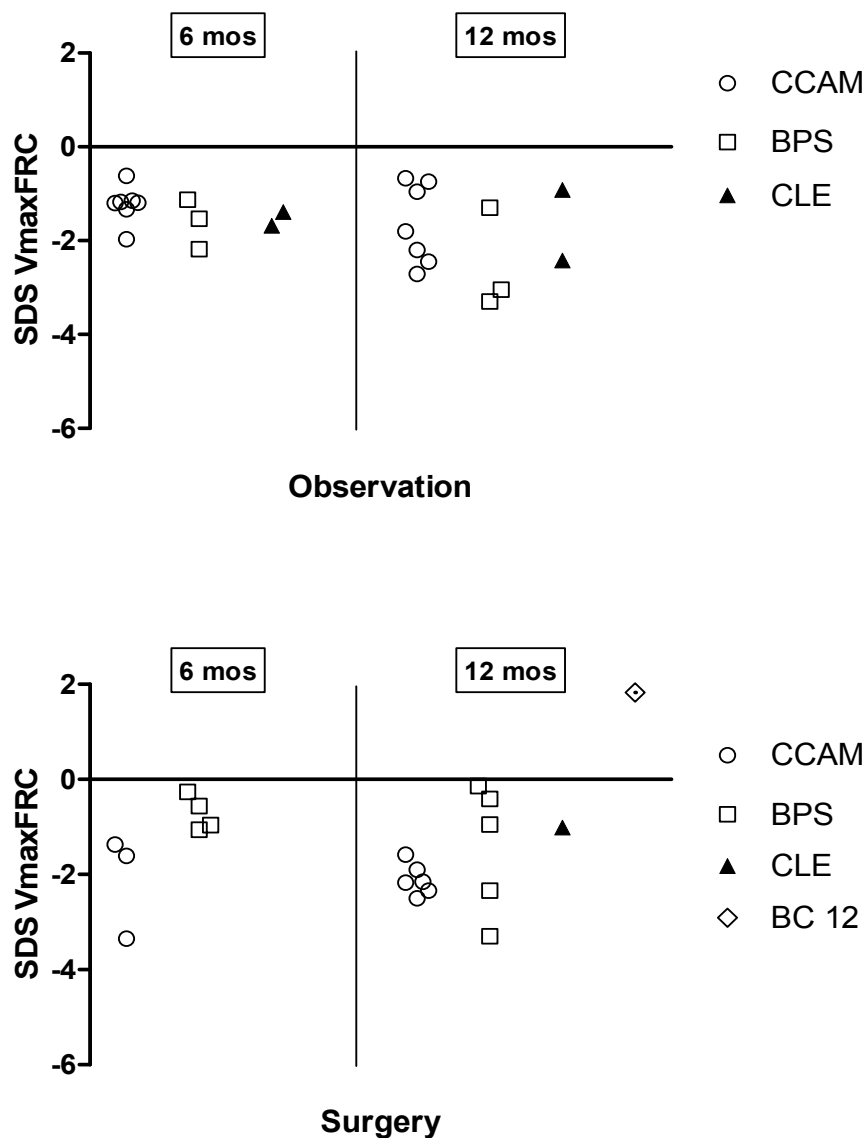 6 mos
12 mos
2
0
-2
-4
-6
SDS VmaxFRC
CCAM
BPS
CLE
Observation
6 mos
12 mos
2
0
-2
-4
-6
SDS VmaxFRC
CCAM
BPS
CLE
BC 12
Surgery